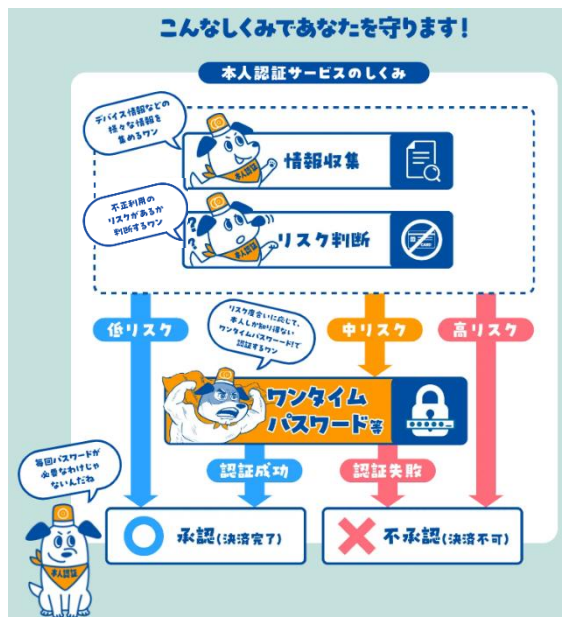 こんなしくみであなたを守ります!
本人認証サービスのしくみ
デバイス情報などの
様々な情報を
集めるワン
本人認証
情報収集
不正利用の
リスクがあるか
判断するワン
本人認証
リスク判断
低リスク
リスク度合いに応じて、
本人しか知り得ない
ワンタイムパスワード!で
認証するワン
中リスク
高リスク
ワンタイム
パスワード等
毎回パスワードが
必要なわけじゃ
ないんだね
認証成功
認証失敗
本人認証
承認(決済完了)
不承認(決済不可)